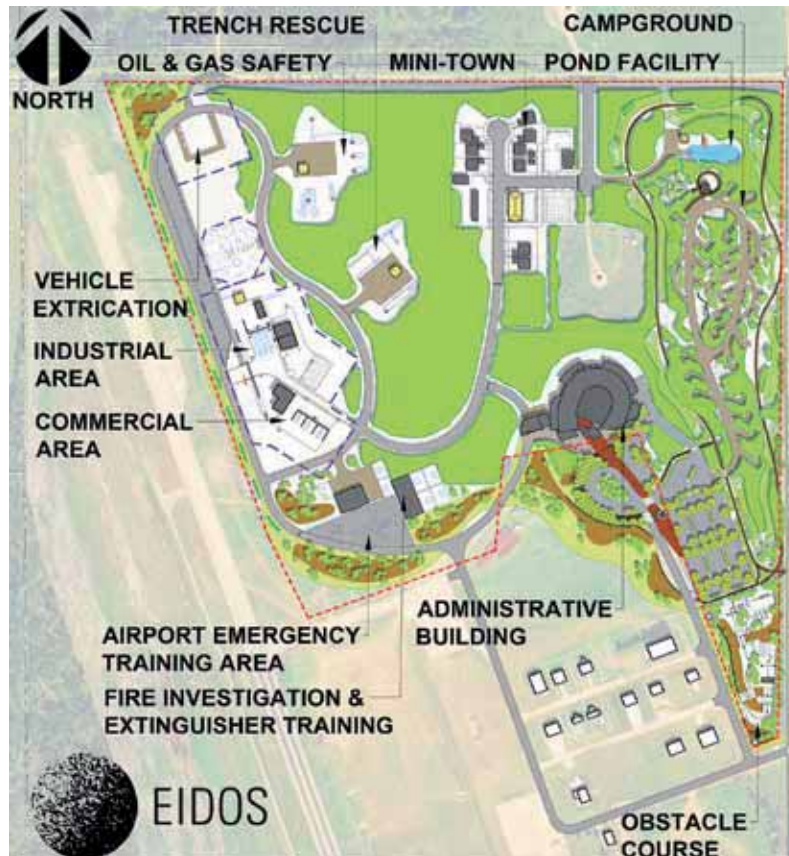 NORTH
TRENCH RESCUE
OIL & GAS SAFETY
MINI-TOWN
CAMPGROUND
POND FACILITY
VEHICLE
EXTRICATION
INDUSTRIAL
AREA
COMMERCIAL
AREA
AIRPORT EMERGENCY
TRAINING AREA
FIRE INVESTIGATION &
EXTINGUISHER TRAINING
ADMINISTRATIVE
BUILDING
EIDOS
OBSTACLE
COURSE